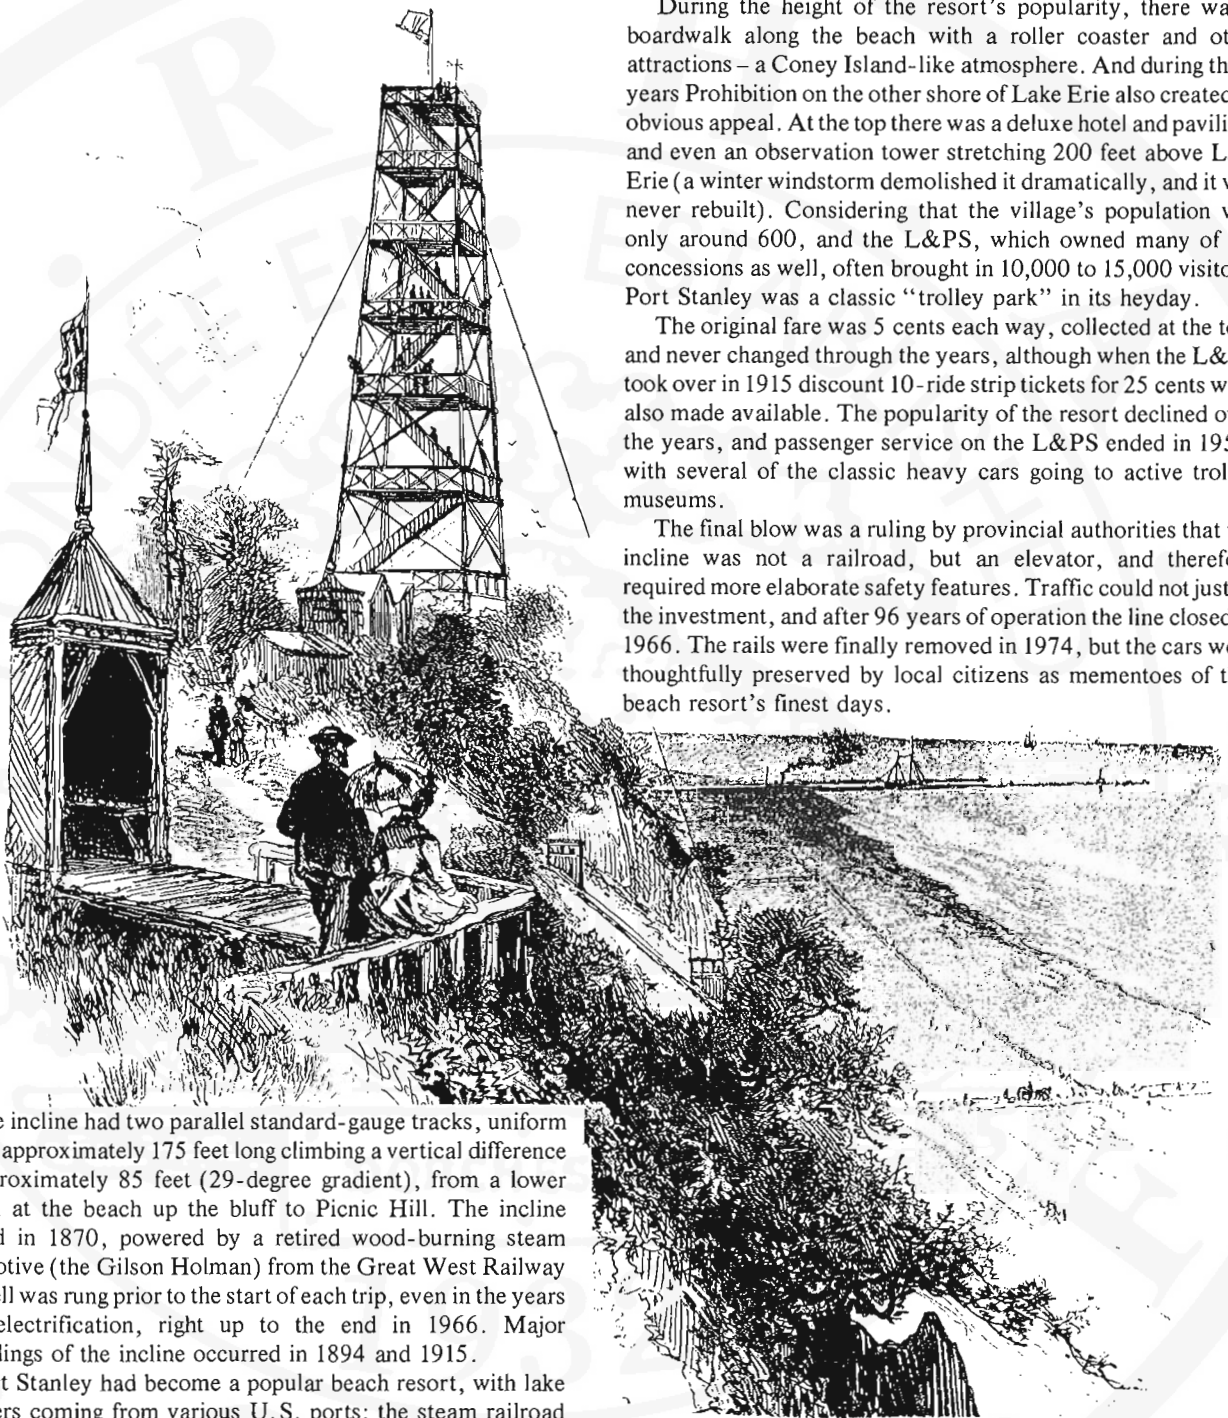 e incline had two parallel standard-gauge tracks, uniform
approximately 175 feet long climbing a vertical difference
roximately 85 feet (29-degree gradient), from a lower
at the beach up the bluff to Picnic Hill. The incline
d in 1870, powered by a retired wood-burning steam
otive (the Gilson Holman) from the Great West Railway
ell was rung prior to the start of each trip, even in the years
electrification, right up to the end in 1966. Major
dings of the incline occurred in 1894 and 1915.
t Stanley had become a popular beach resort, with lake
ers coming from various U.S. ports; the steam railroad
During the height of the resort's popularity, there wa
boardwalk along the beach with a roller coaster and ot
attractions – a Coney Island-like atmosphere. And during th
years Prohibition on the other shore of Lake Erie also created
obvious appeal. At the top there was a deluxe hotel and pavili
and even an observation tower stretching 200 feet above L
Erie (a winter windstorm demolished it dramatically, and it w
never rebuilt). Considering that the village's population w
only around 600, and the L&PS, which owned many of
concessions as well, often brought in 10,000 to 15,000 visito
Port Stanley was a classic “trolley park” in its heyday.
The original fare was 5 cents each way, collected at the to
and never changed through the years, although when the L&
took over in 1915 discount 10-ride strip tickets for 25 cents w
also made available. The popularity of the resort declined o
the years, and passenger service on the L&PS ended in 195
with several of the classic heavy cars going to active trol
museums.
The final blow was a ruling by provincial authorities that
incline was not a railroad, but an elevator, and therefo
required more elaborate safety features. Traffic could not just
the investment, and after 96 years of operation the line closed
1966. The rails were finally removed in 1974, but the cars we
thoughtfully preserved by local citizens as mementoes of t
beach resort's finest days.